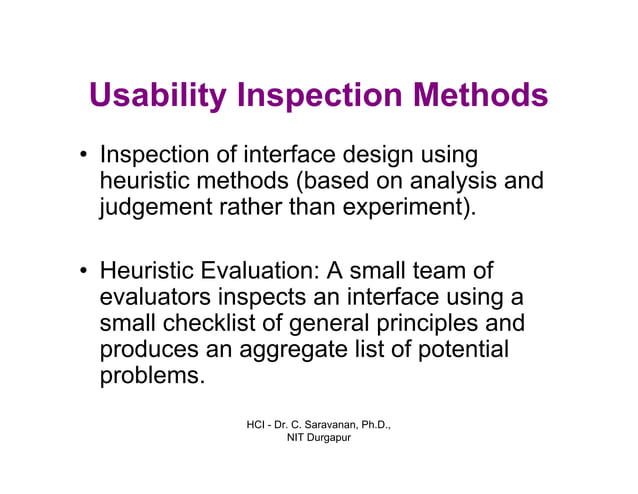 Usability Inspection Methods
• Inspection of interface design using
heuristic methods (based on analysis and
judgement rather than experiment).
• Heuristic Evaluation: A small team of
evaluators inspects an interface using a
small checklist of general principles and
produces an aggregate list of potential
problems.
HCI - Dr. C. Saravanan, Ph.D.,
NIT Durgapur